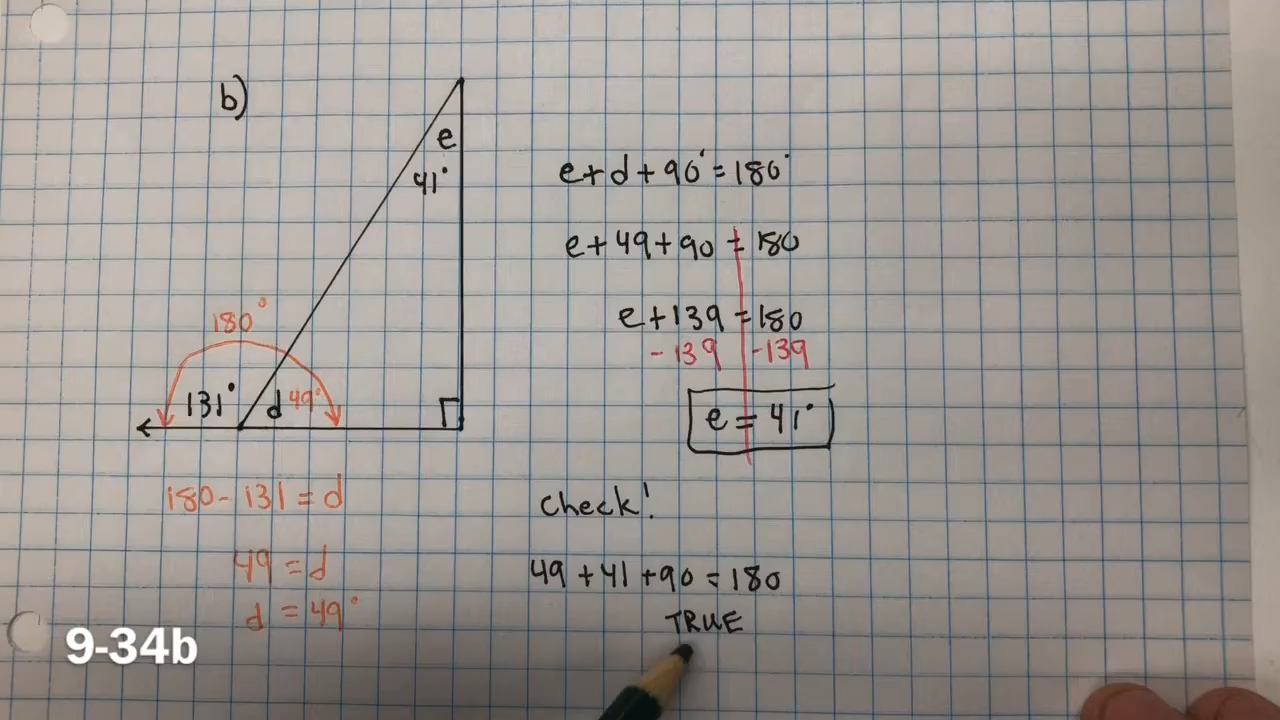 b)
e
41°
180°
131°
d 49°
180 - 131 = d
49 = d
d = 49°
e + d + 90° = 180°
e + 49 + 90 = 180
e + 139 = 180
- 139 - 139
e = 41°
Check!
49 + 41 + 90 = 180
TRUE
9-34b